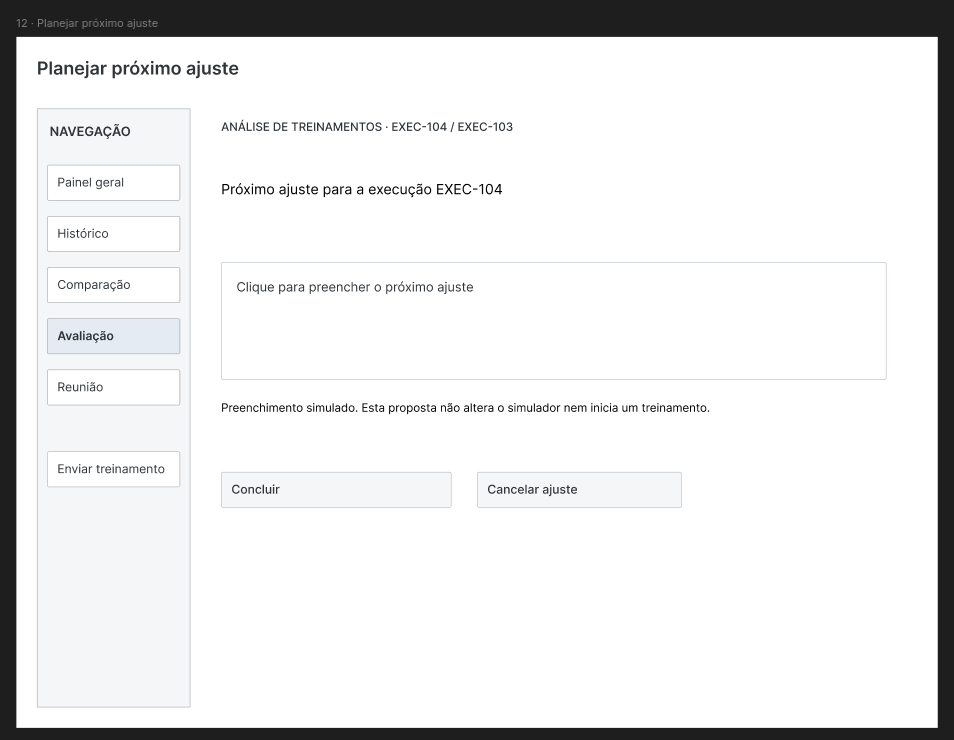 12 · Planejar próximo ajuste
Planejar próximo ajuste
NAVEGAÇÃO
Painel geral
Histórico
Comparação
Avaliação
Reunião
Enviar treinamento
ANÁLISE DE TREINAMENTOS · EXEC-104 / EXEC-103
Próximo ajuste para a execução EXEC-104
Clique para preencher o próximo ajuste
Preenchimento simulado. Esta proposta não altera o simulador nem inicia um treinamento.
Concluir
Cancelar ajuste